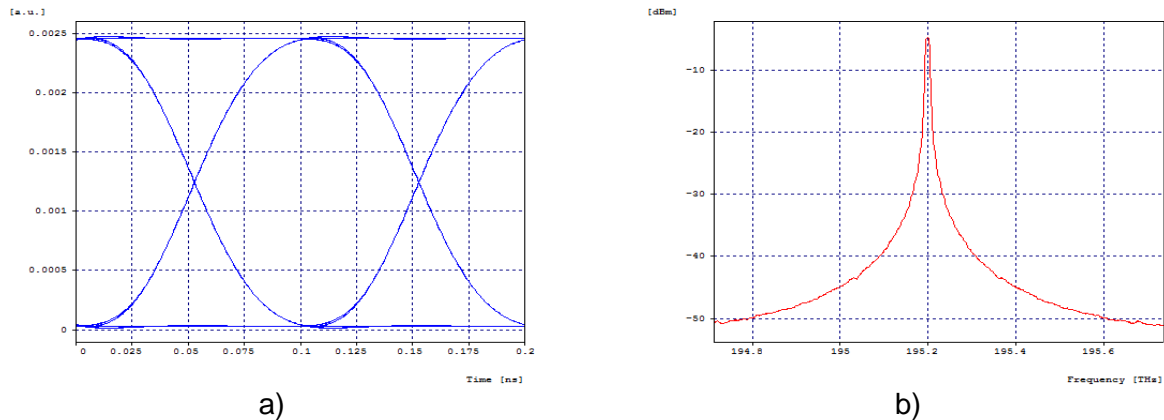 [a.u.]
0.0025
0.002
0.0015
0.001
0.0005
0
0 0.025 0.05 0.075 0.1 0.125 0.15 0.175 0.2
Time [ns]
a)
[dBm]
-10
-20
-30
-40
-50
194.8 195 195.2 195.4 195.6
Frequency [THz]
b)